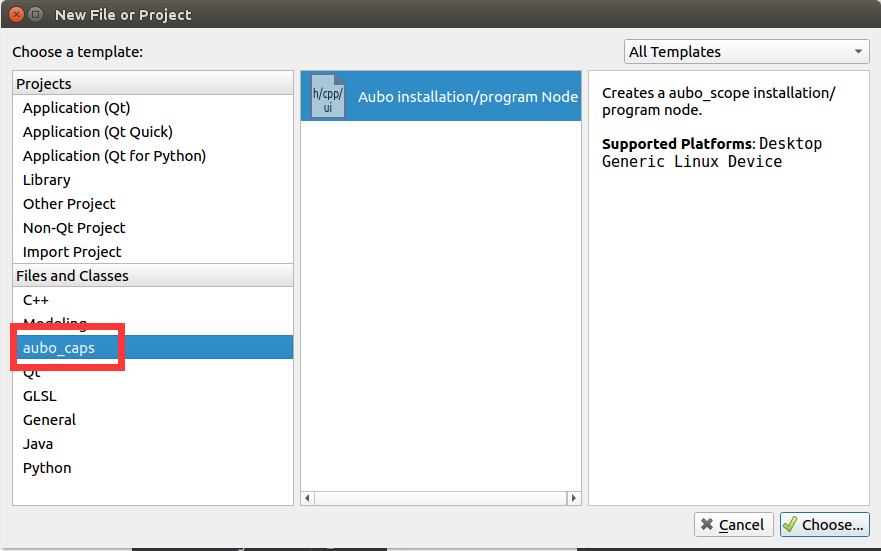 New File or Project
Choose a template:
All Templates
Projects
Application (Qt)
Application (Qt Quick)
Application (Qt for Python)
Library
Other Project
Non-Qt Project
Import Project
Files and Classes
C++
Modeling
aubo_caps
Qt
GLSL
General
Java
Python
h/cpp/
ui
Aubo installation/program Node
Creates a aubo_scope installation/
program node.
Supported Platforms: Desktop
Generic Linux Device
Cancel
Choose...